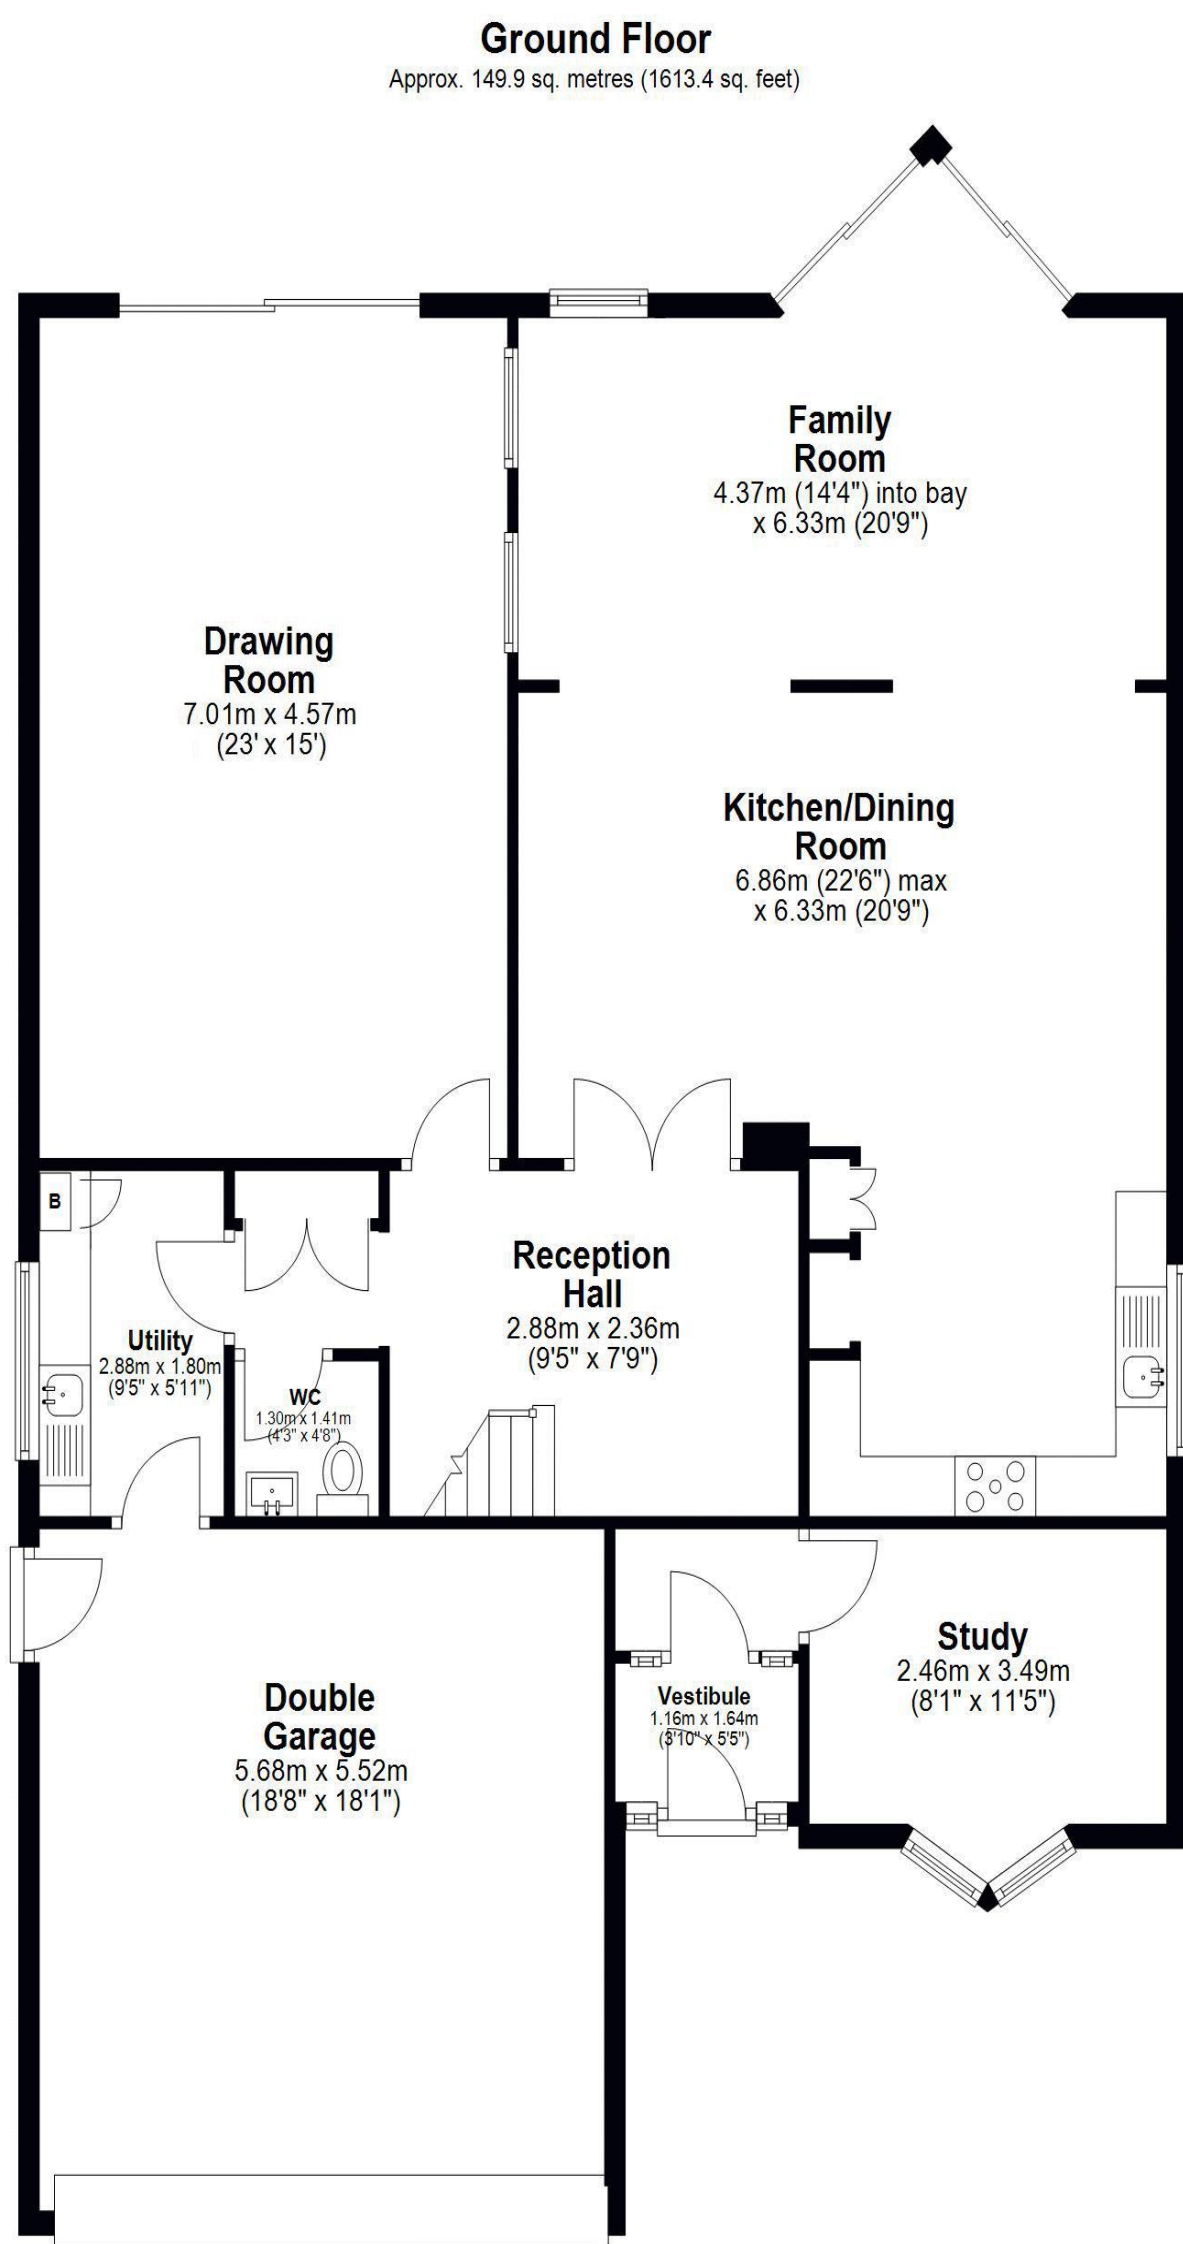 Ground Floor
Approx. 149.9 sq. metres (1613.4 sq. feet)
Family
Room
4.37m (14'4") into bay
x 6.33m (20'9")
Drawing
Room
7.01m x 4.57m
(23' x 15')
Kitchen/Dining
Room
6.86m (22'6") max
x 6.33m (20'9")
B
Reception
Hall
2.88m x 2.36m
(9'5" x 7'9")
Utility
2.88m x 1.80m
(9'5" x 5'11")
WC
1.30m x 1.41m
(4'3" x 4'8")
Study
2.46m x 3.49m
(8'1" x 11'5")
Vestibule
1.16m x 1.64m
(3'10" x 5'5")
Double
Garage
5.68m x 5.52m
(18'8" x 18'1")